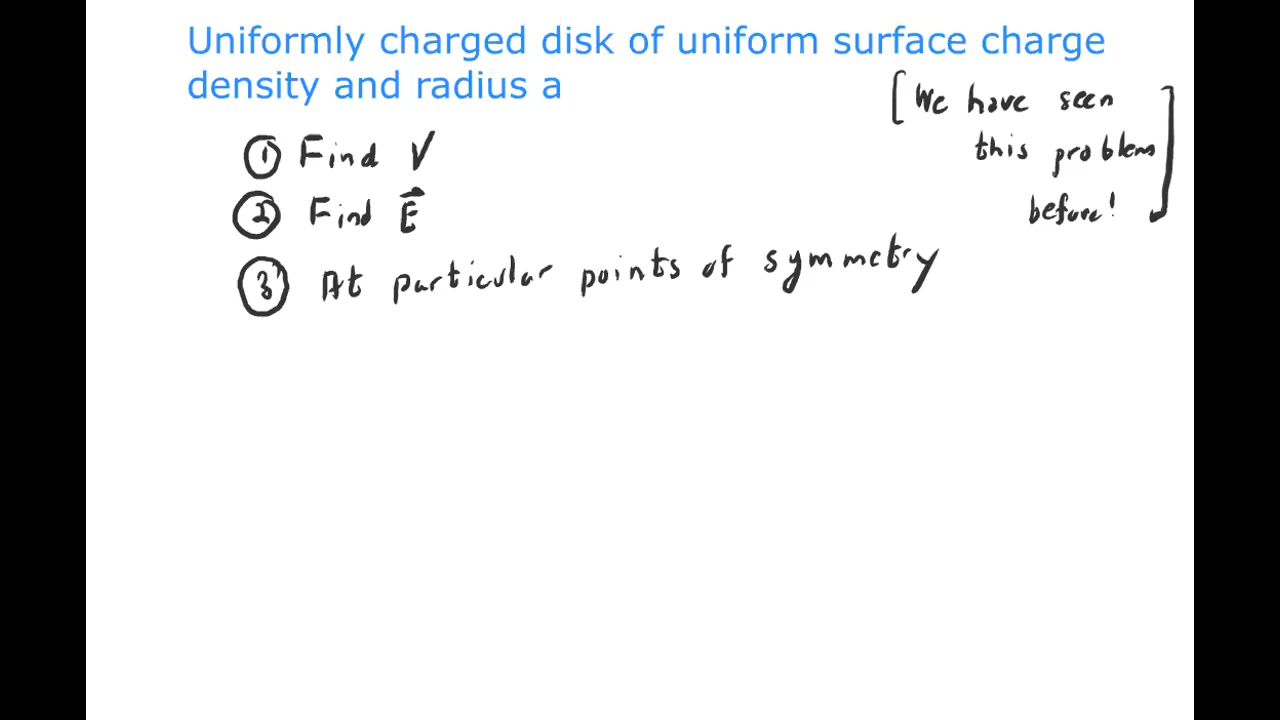 Uniformly charged disk of uniform surface charge
density and radius a
[We have seen
this problem
before!]
① Find V
② Find E⃗
③ At particular points of symmetry